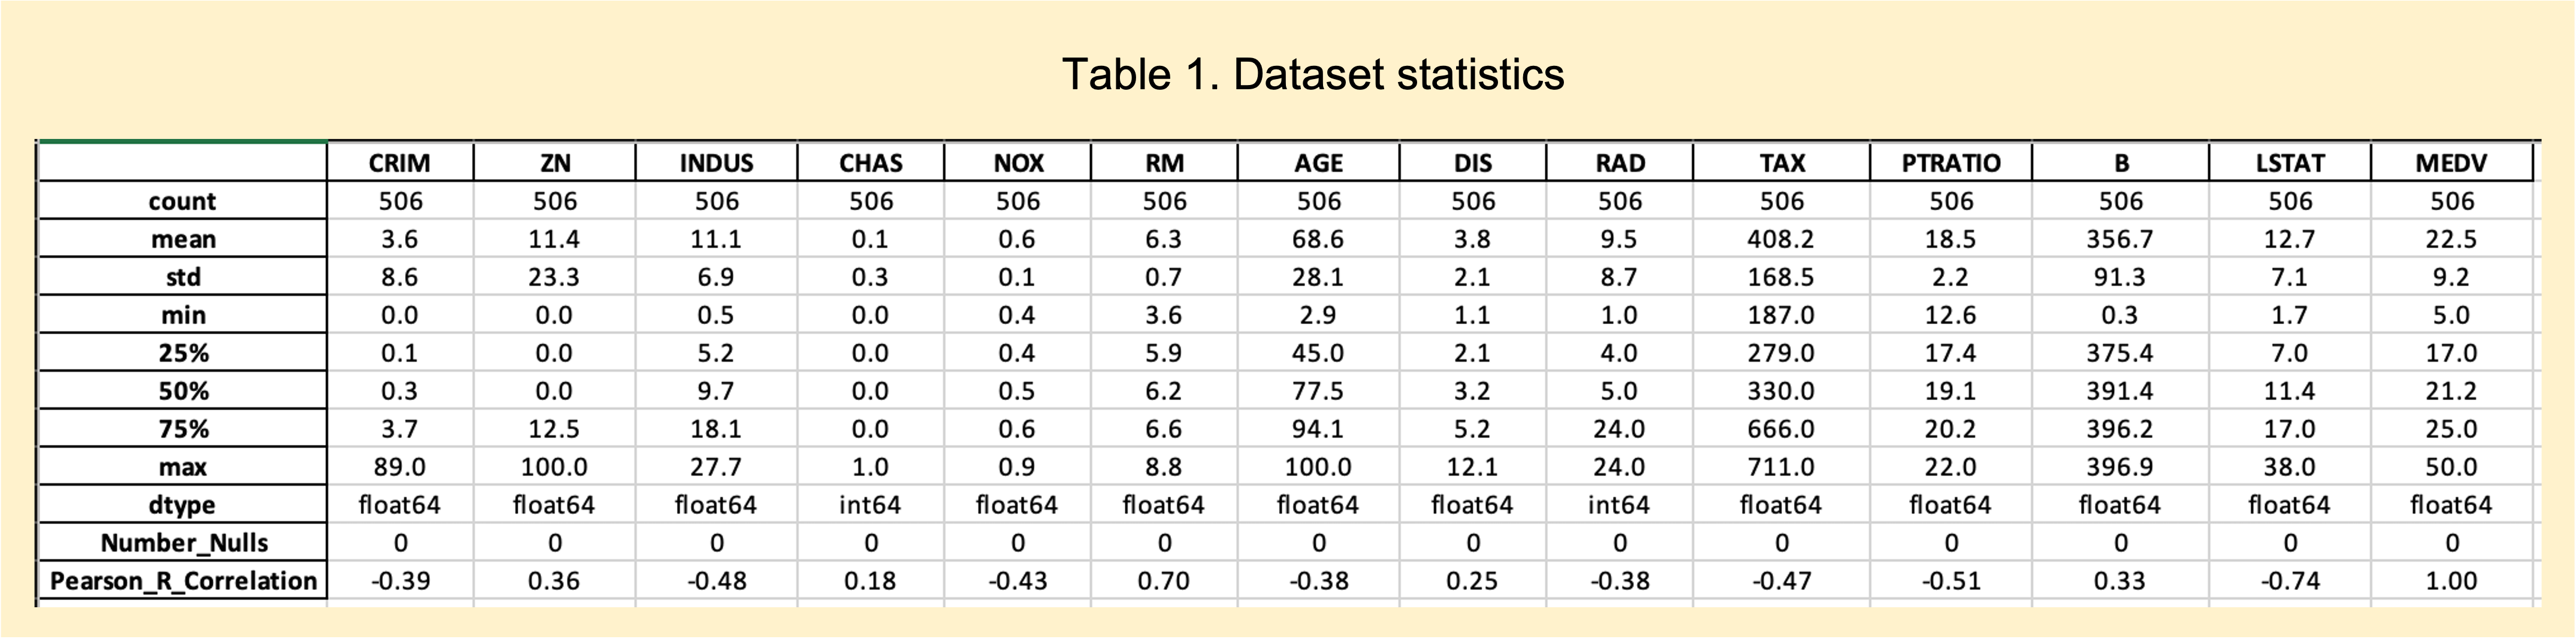 Table 1. Dataset statistics
CRIM ZN INDUS CHAS NOX RM AGE DIS RAD TAX PTRATIO B LSTAT MEDV
count 506 506 506 506 506 506 506 506 506 506 506 506 506 506
mean 3.6 11.4 11.1 0.1 0.6 6.3 68.6 3.8 9.5 408.2 18.5 356.7 12.7 22.5
std 8.6 23.3 6.9 0.3 0.1 0.7 28.1 2.1 8.7 168.5 2.2 91.3 7.1 9.2
min 0.0 0.0 0.5 0.0 0.4 3.6 2.9 1.1 1.0 187.0 12.6 0.3 1.7 5.0
25% 0.1 0.0 5.2 0.0 0.4 5.9 45.0 2.1 4.0 279.0 17.4 375.4 7.0 17.0
50% 0.3 0.0 9.7 0.0 0.5 6.2 77.5 3.2 5.0 330.0 19.1 391.4 11.4 21.2
75% 3.7 12.5 18.1 0.0 0.6 6.6 94.1 5.2 24.0 666.0 20.2 396.2 17.0 25.0
max 89.0 100.0 27.7 1.0 0.9 8.8 100.0 12.1 24.0 711.0 22.0 396.9 38.0 50.0
dtype float64 float64 float64 int64 float64 float64 float64 float64 int64 float64 float64 float64 float64 float64
Number_Nulls 0 0 0 0 0 0 0 0 0 0 0 0 0 0
Pearson_R_Correlation -0.39 0.36 -0.48 0.18 -0.43 0.70 -0.38 0.25 -0.38 -0.47 -0.51 0.33 -0.74 1.00